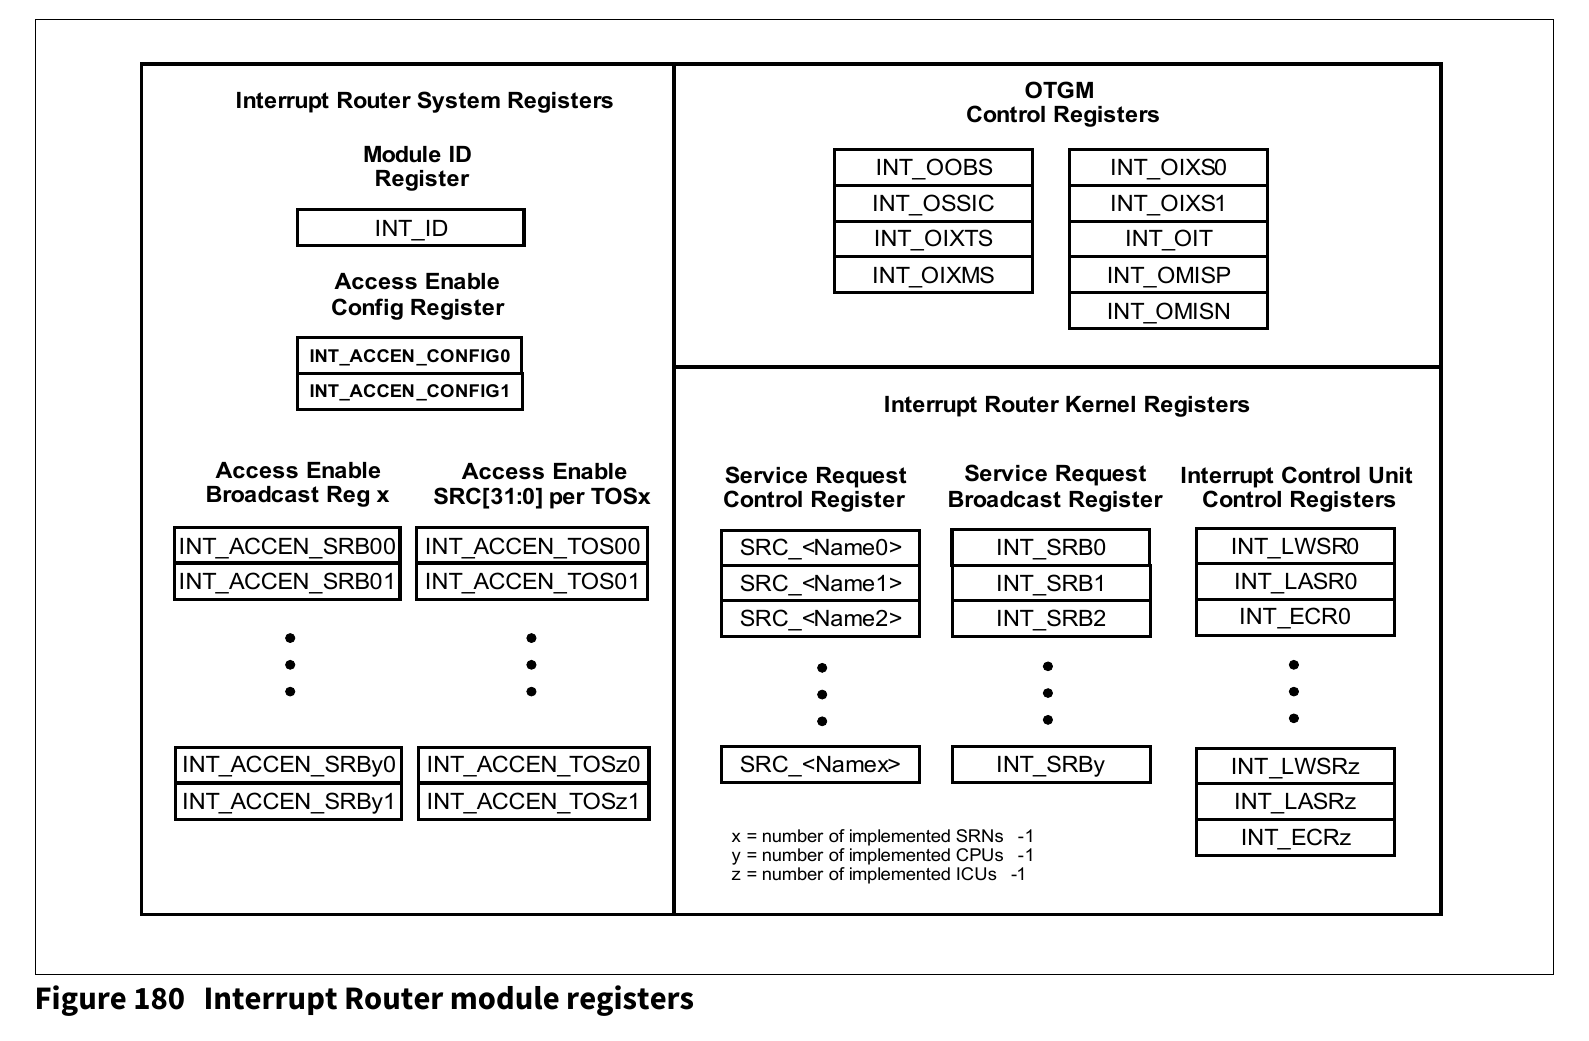 Interrupt Router System Registers
Module ID
Register
INT_ID
Access Enable
Config Register
INT_ACCEN_CONFIG0
INT_ACCEN_CONFIG1
Access Enable
Broadcast Reg x
INT_ACCEN_SRB00
INT_ACCEN_SRB01
INT_ACCEN_SRBy0
INT_ACCEN_SRBy1
Access Enable
SRC[31:0] per TOSx
INT_ACCEN_TOS00
INT_ACCEN_TOS01
INT_ACCEN_TOSz0
INT_ACCEN_TOSz1
OTGM
Control Registers
INT_OOBS
INT_OSSIC
INT_OIXTS
INT_OIXMS
INT_OIXS0
INT_OIXS1
INT_OIT
INT_OMISP
INT_OMISN
Interrupt Router Kernel Registers
Service Request
Control Register
SRC_<Name0>
SRC_<Name1>
SRC_<Name2>
SRC_<Namex>
Service Request
Broadcast Register
INT_SRB0
INT_SRB1
INT_SRB2
INT_SRBy
Interrupt Control Unit
Control Registers
INT_LWSR0
INT_LASR0
INT_ECR0
INT_LWSRz
INT_LASRz
INT_ECRz
x = number of implemented SRNs -1
y = number of implemented CPUs -1
z = number of implemented ICUs -1
Figure 180 Interrupt Router module registers